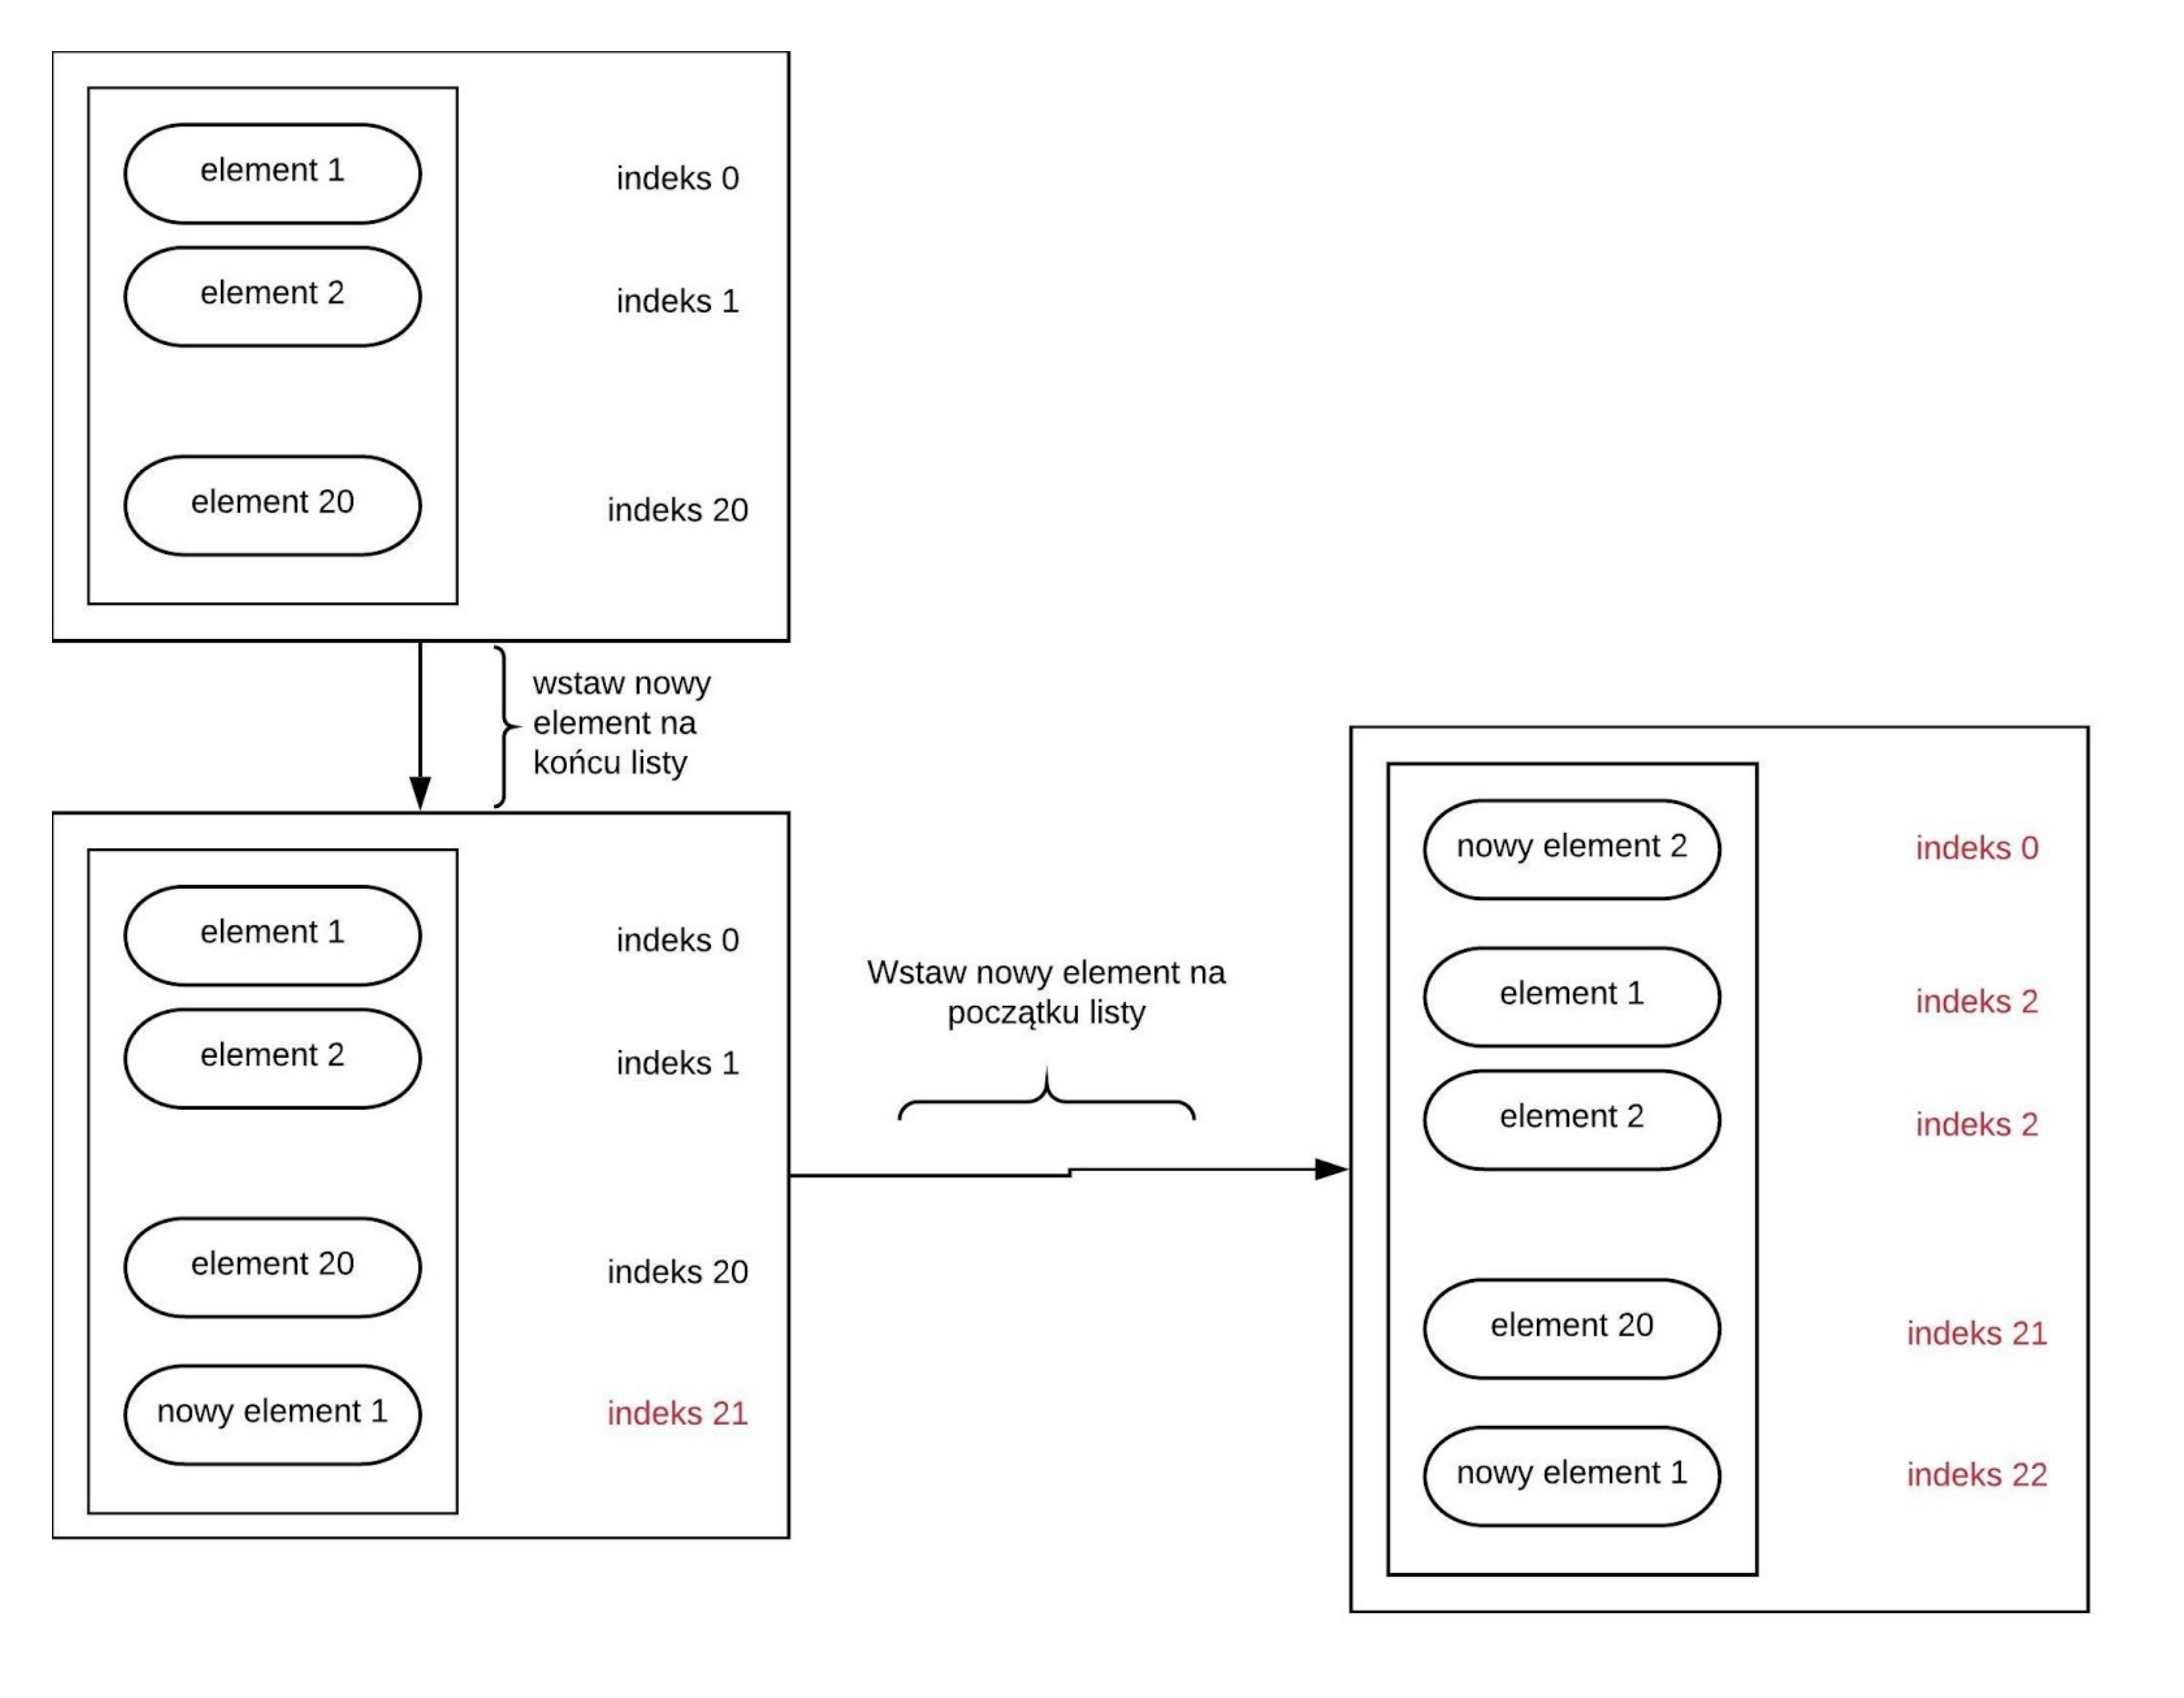 element 1
indeks 0
element 2
indeks 1
element 20
indeks 20
wstaw nowy
element na
końcu listy
element 1
indeks 0
element 2
indeks 1
element 20
indeks 20
nowy element 1
indeks 21
Wstaw nowy element na
początku listy
nowy element 2
indeks 0
element 1
indeks 2
element 2
indeks 2
element 20
indeks 21
nowy element 1
indeks 22